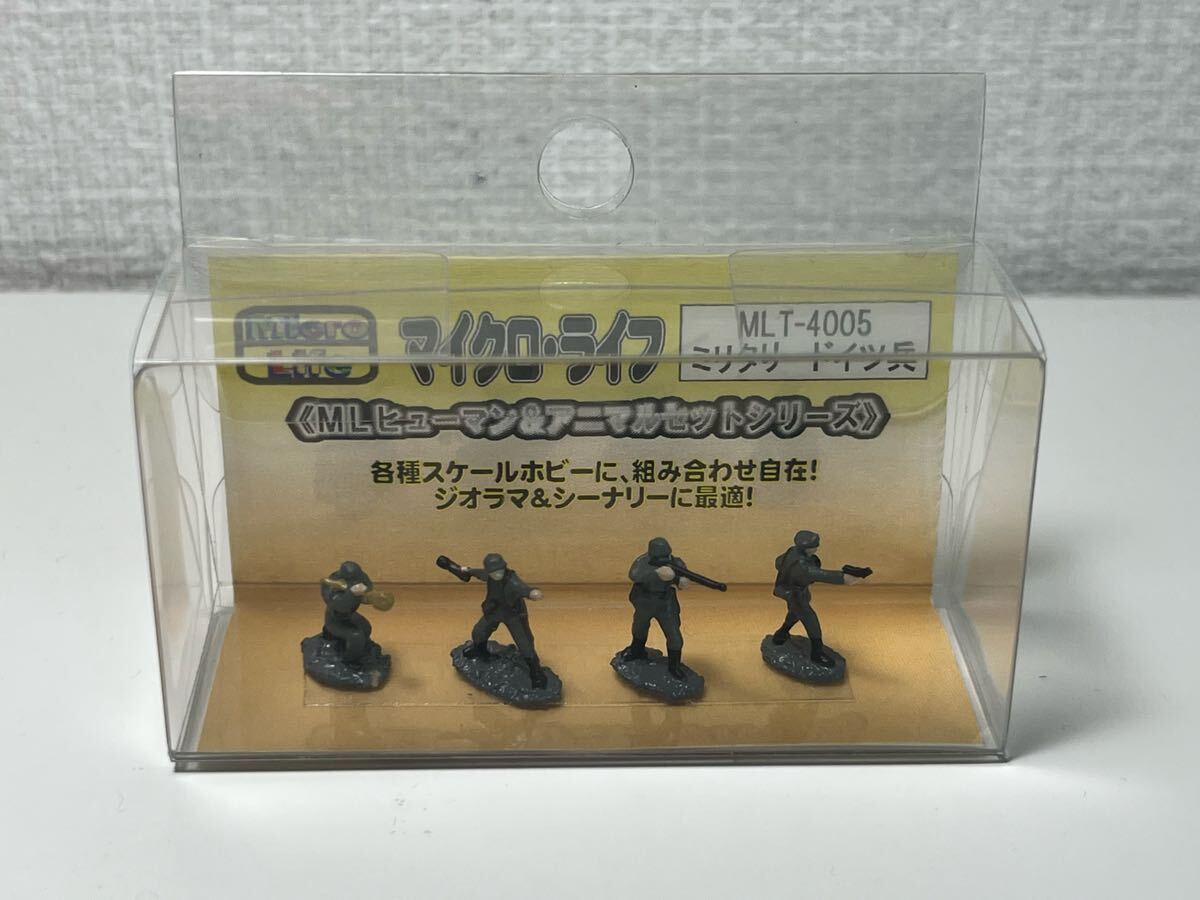 Micro
Life
マイクロ・ライフ
MLT-4005
ミリタリー ドイツ兵
《MLヒューマン&アニマルセットシリーズ》
各種スケールホビーに、組み合わせ自在!
ジオラマ&シーナリーに最適!